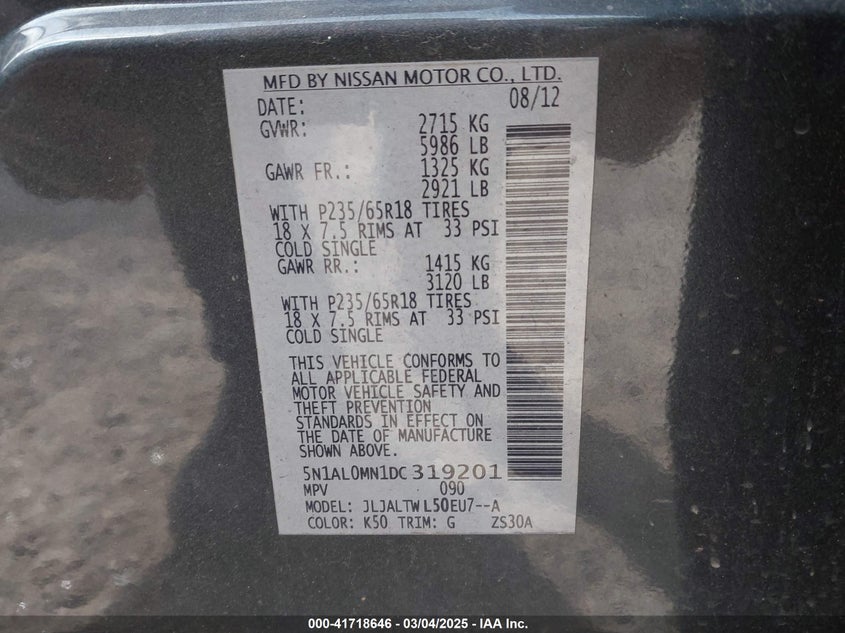 MFD BY NISSAN MOTOR CO., LTD.
DATE: 08/12
GVWR: 2715 KG
5986 LB
GAWR FR.: 1325 KG
2921 LB
WITH P235/65R18 TIRES
18 X 7.5 RIMS AT 33 PSI
COLD SINGLE
GAWR RR.: 1415 KG
3120 LB
WITH P235/65R18 TIRES
18 X 7.5 RIMS AT 33 PSI
COLD SINGLE
THIS VEHICLE CONFORMS TO
ALL APPLICABLE FEDERAL
MOTOR VEHICLE SAFETY AND
THEFT PREVENTION
STANDARDS IN EFFECT ON
THE DATE OF MANUFACTURE
SHOWN ABOVE.
5N1AL0MN1DC319201
MPV 090
MODEL: JLJALTWL50EU7--A
COLOR: K50 TRIM: G ZS30A
000-41718646 — 03/04/2025 — IAA Inc.